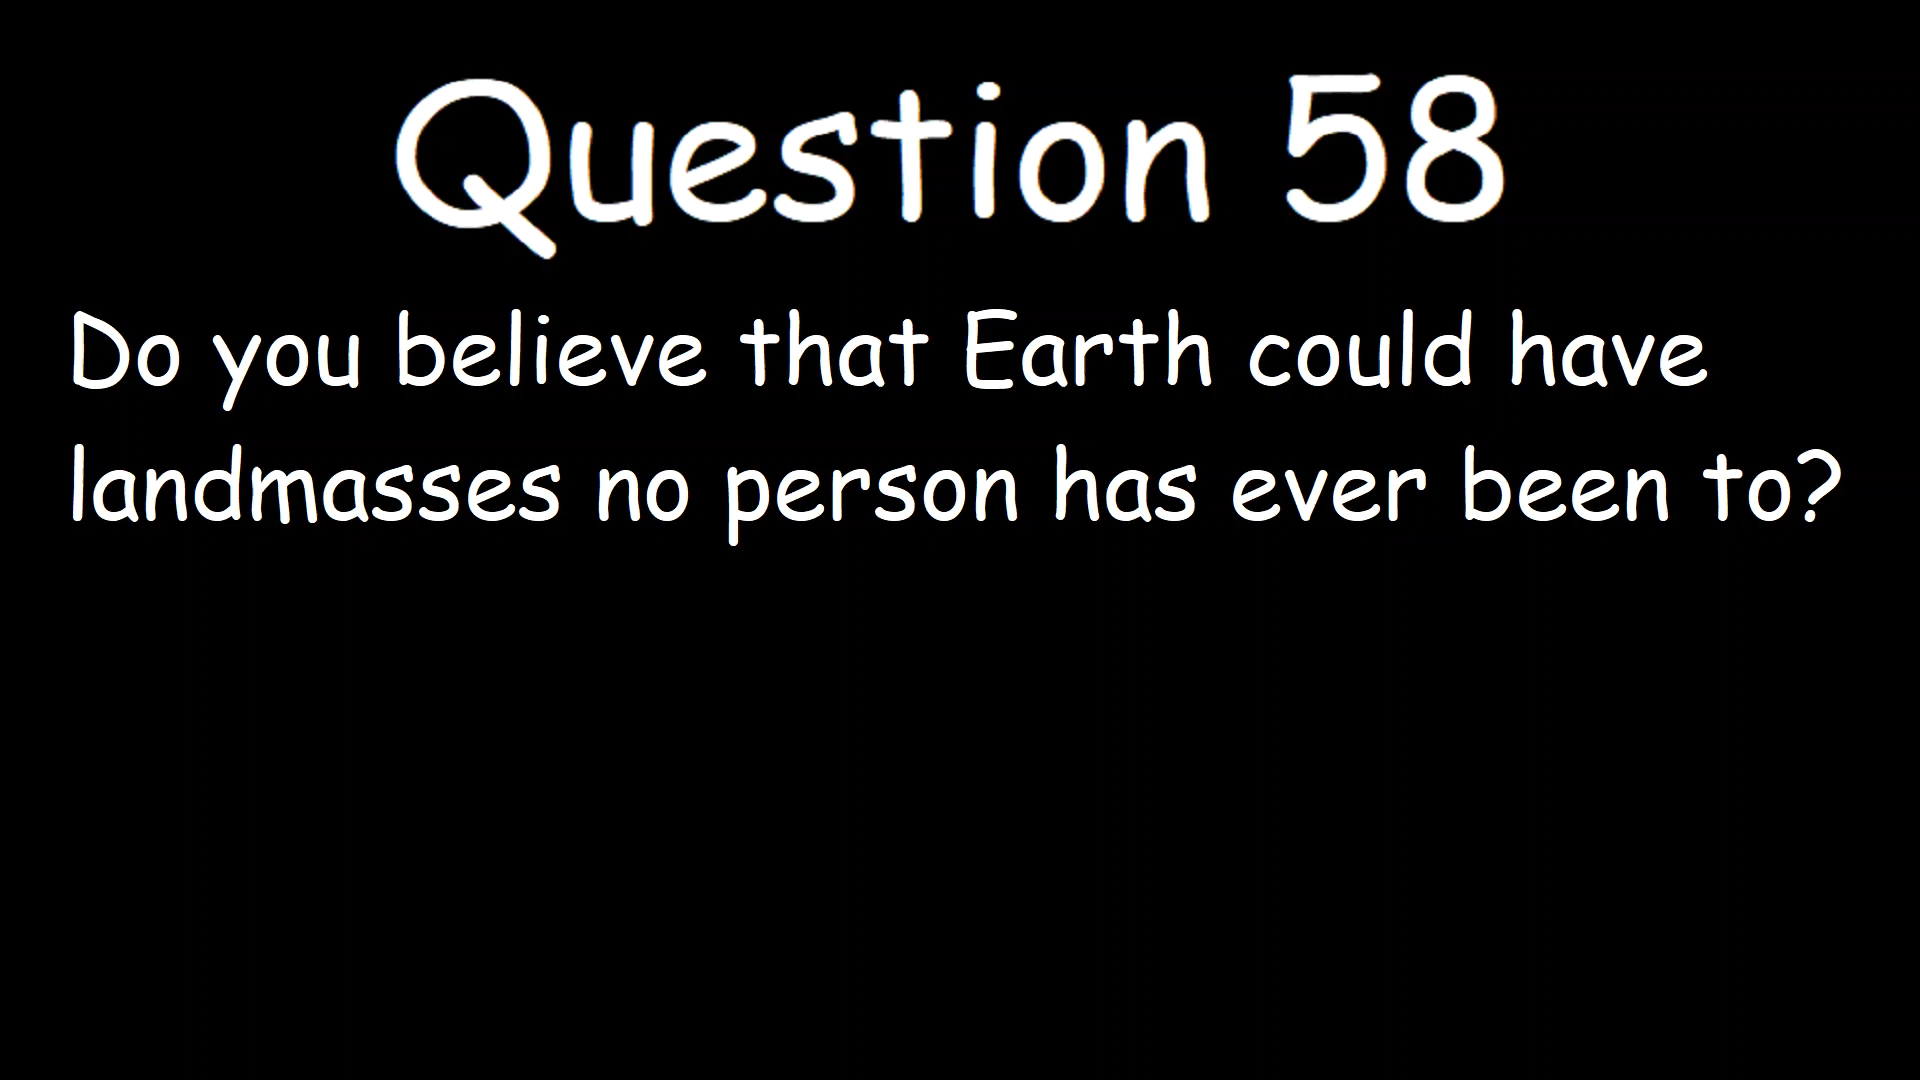 Question 58
Do you believe that Earth could have
landmasses no person has ever been to?